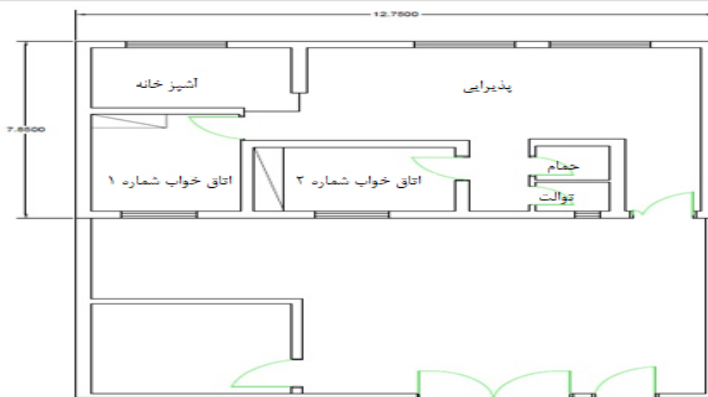 12.7500
آشپز خانه
پذیرایی
7.8500
حمام
اتاق خواب شماره ۱
اتاق خواب شماره ۲
توالت